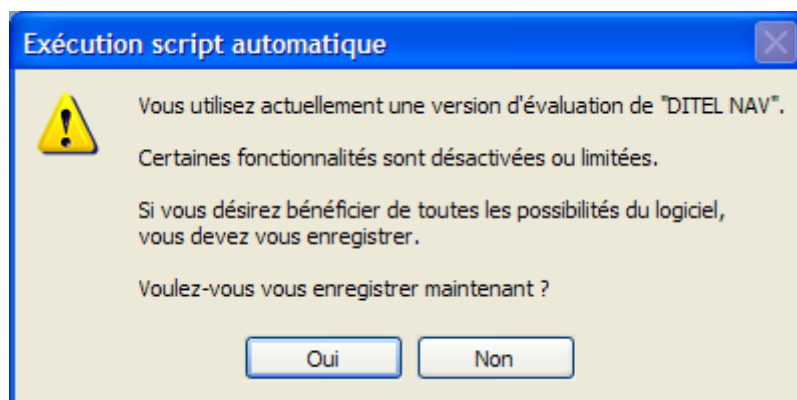 Exécution script automatique
Vous utilisez actuellement une version d'évaluation de "DITEL NAV".
Certaines fonctionnalités sont désactivées ou limitées.
Si vous désirez bénéficier de toutes les possibilités du logiciel,
vous devez vous enregistrer.
Voulez-vous vous enregistrer maintenant ?
Oui
Non